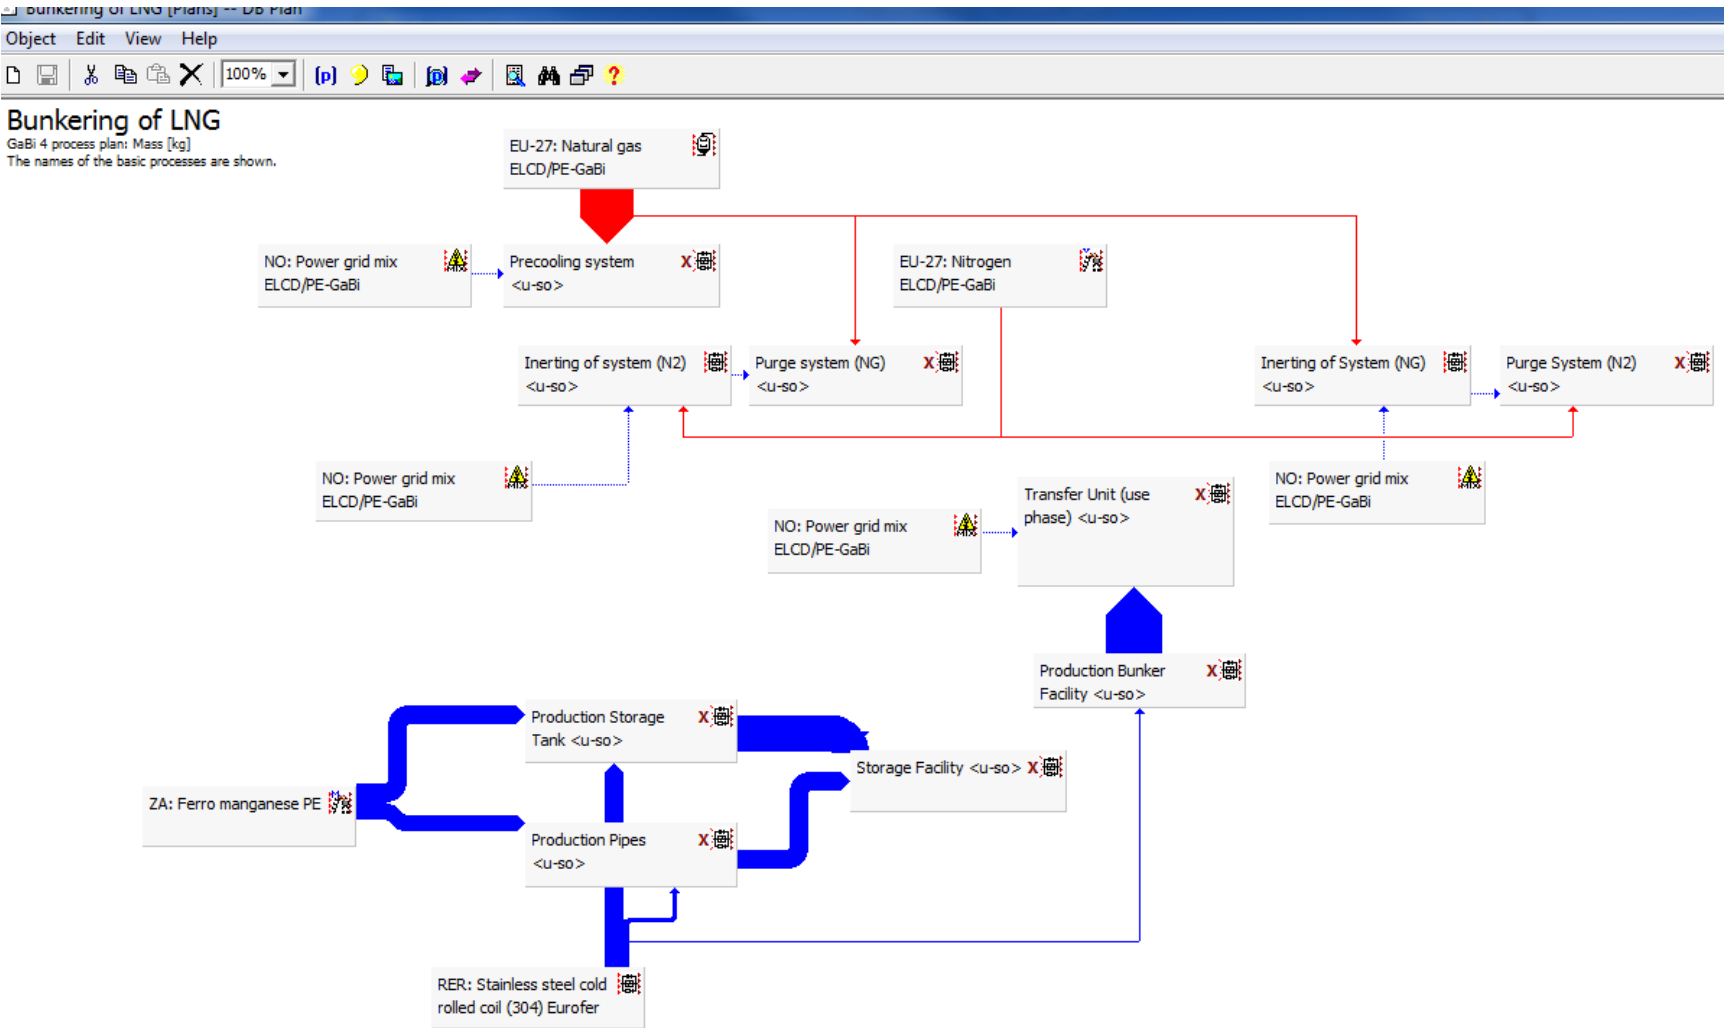 Bunkering of LNG [Plans] -- DB Plan
Object Edit View Help
100% (p) (p) ?
Bunkering of LNG
GaBi 4 process plan: Mass [kg]
The names of the basic processes are shown.
EU-27: Natural gas
ELCD/PE-GaBi
NO: Power grid mix
ELCD/PE-GaBi
MIX
Precooling system
<u-so>
X
EU-27: Nitrogen
ELCD/PE-GaBi
Inerting of system (N2)
<u-so>
Purge system (NG)
<u-so>
X
Inerting of System (NG)
<u-so>
Purge System (N2)
<u-so>
X
NO: Power grid mix
ELCD/PE-GaBi
MIX
NO: Power grid mix
ELCD/PE-GaBi
MIX
Transfer Unit (use
phase) <u-so>
X
NO: Power grid mix
ELCD/PE-GaBi
MIX
Production Bunker
Facility <u-so>
X
Production Storage
Tank <u-so>
X
Storage Facility <u-so> X
ZA: Ferro manganese PE
Production Pipes
<u-so>
X
RER: Stainless steel cold
rolled coil (304) Eurofer